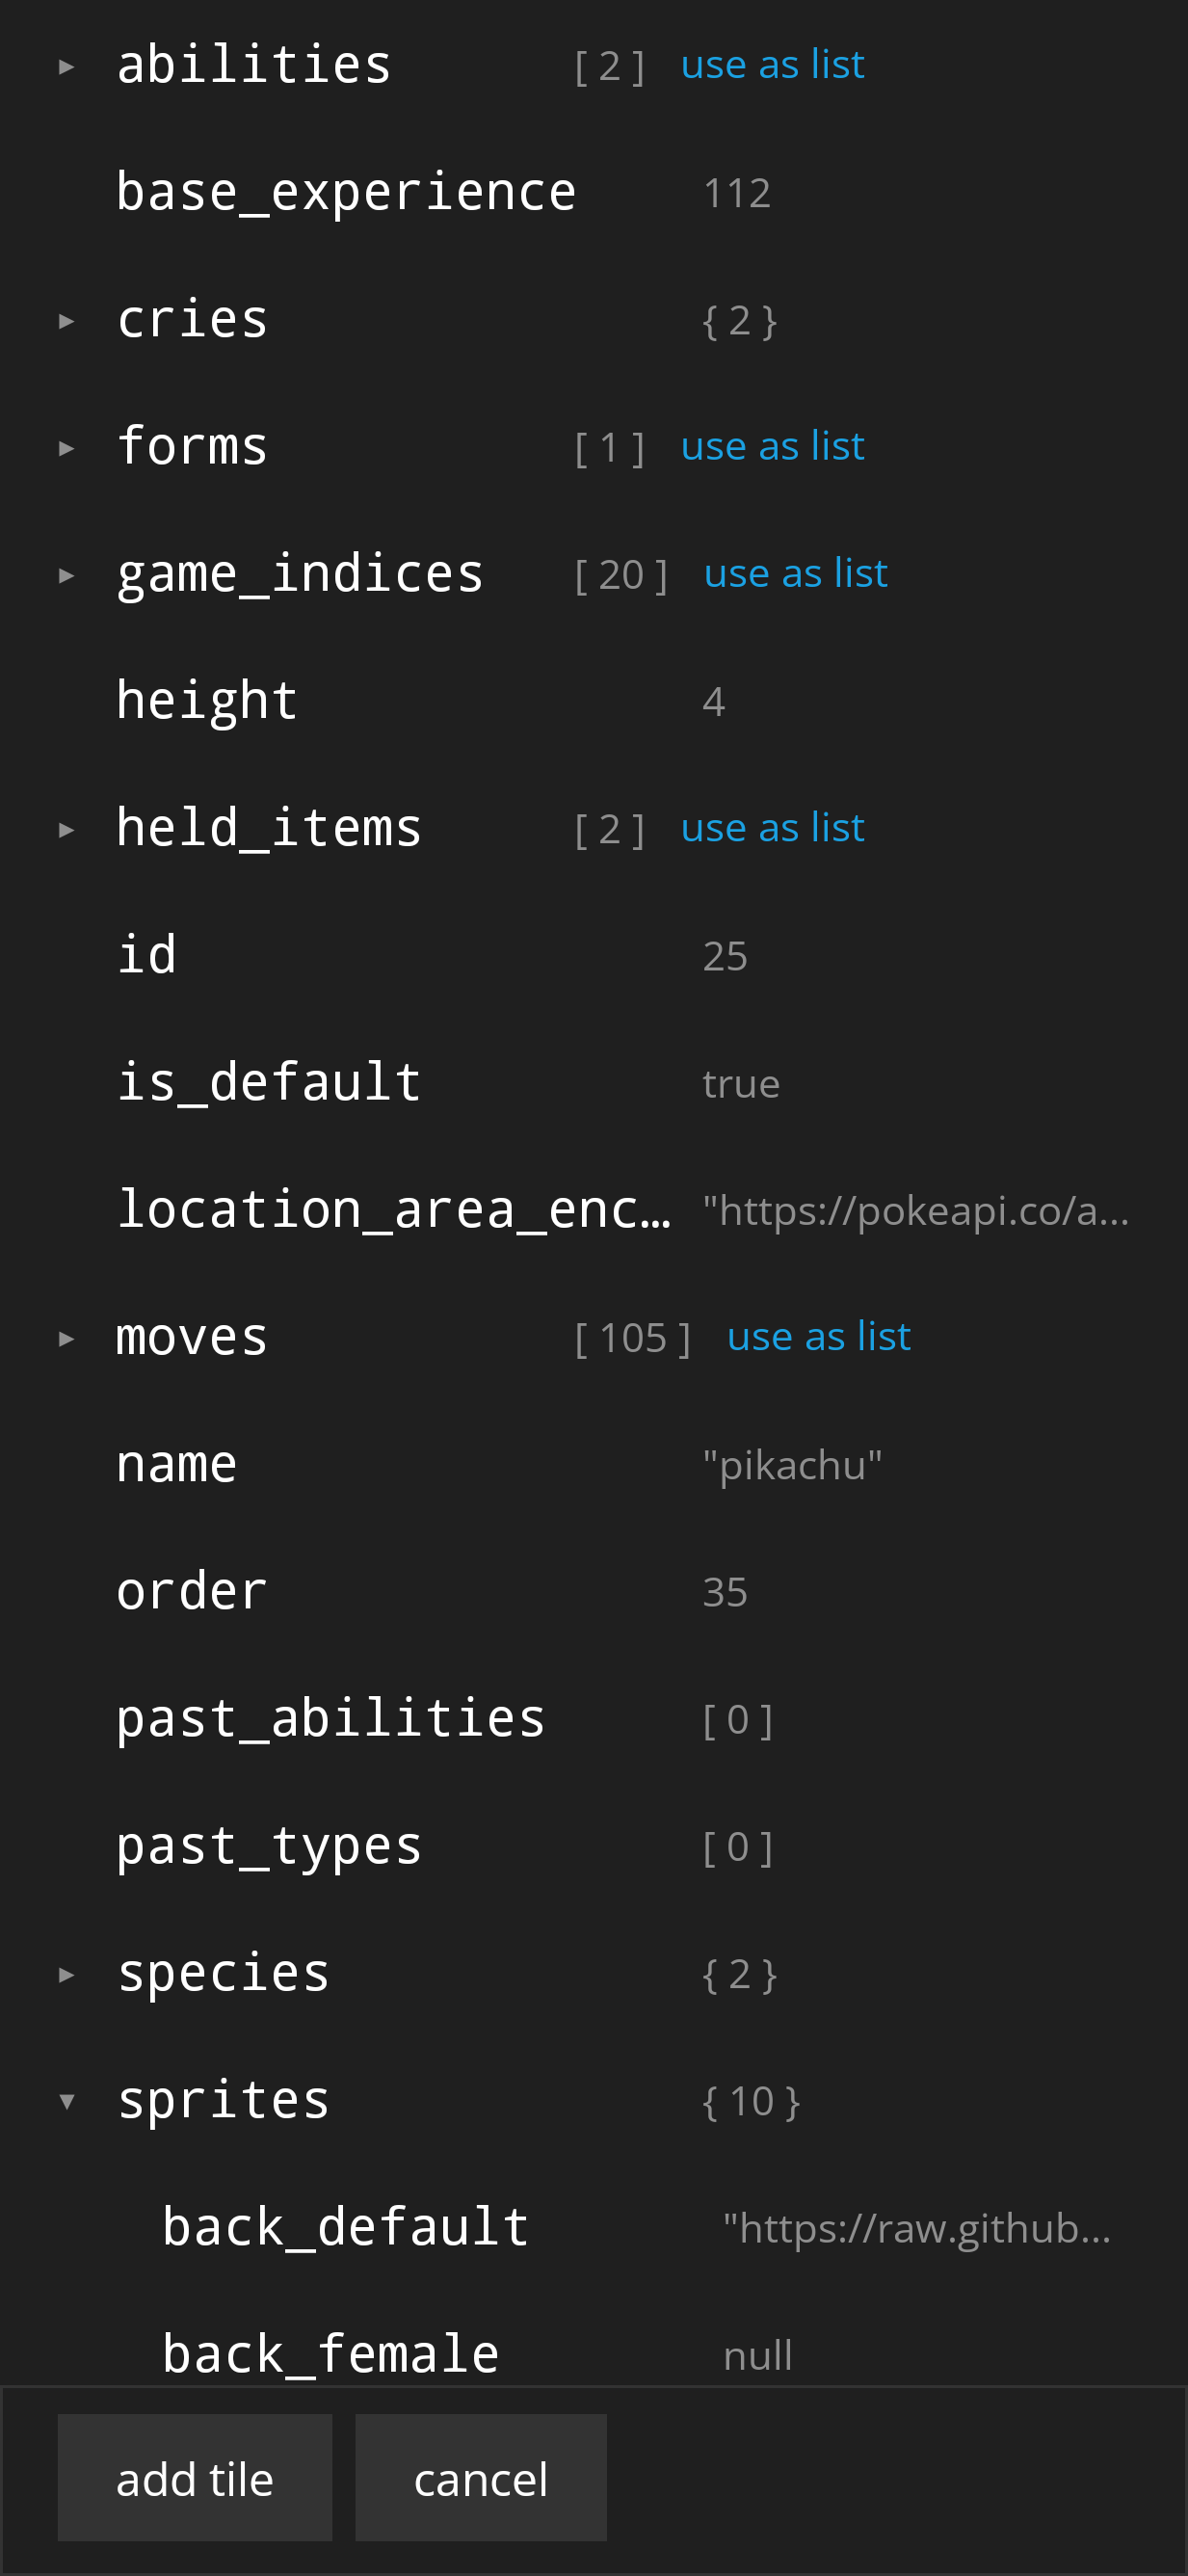 ▸ abilities [ 2 ] use as list
base_experience 112
▸ cries { 2 }
▸ forms [ 1 ] use as list
▸ game_indices [ 20 ] use as list
height 4
▸ held_items [ 2 ] use as list
id 25
is_default true
location_area_enc… "https://pokeapi.co/a...
▸ moves [ 105 ] use as list
name "pikachu"
order 35
past_abilities [ 0 ]
past_types [ 0 ]
▸ species { 2 }
▾ sprites { 10 }
back_default "https://raw.github...
back_female null
add tile cancel